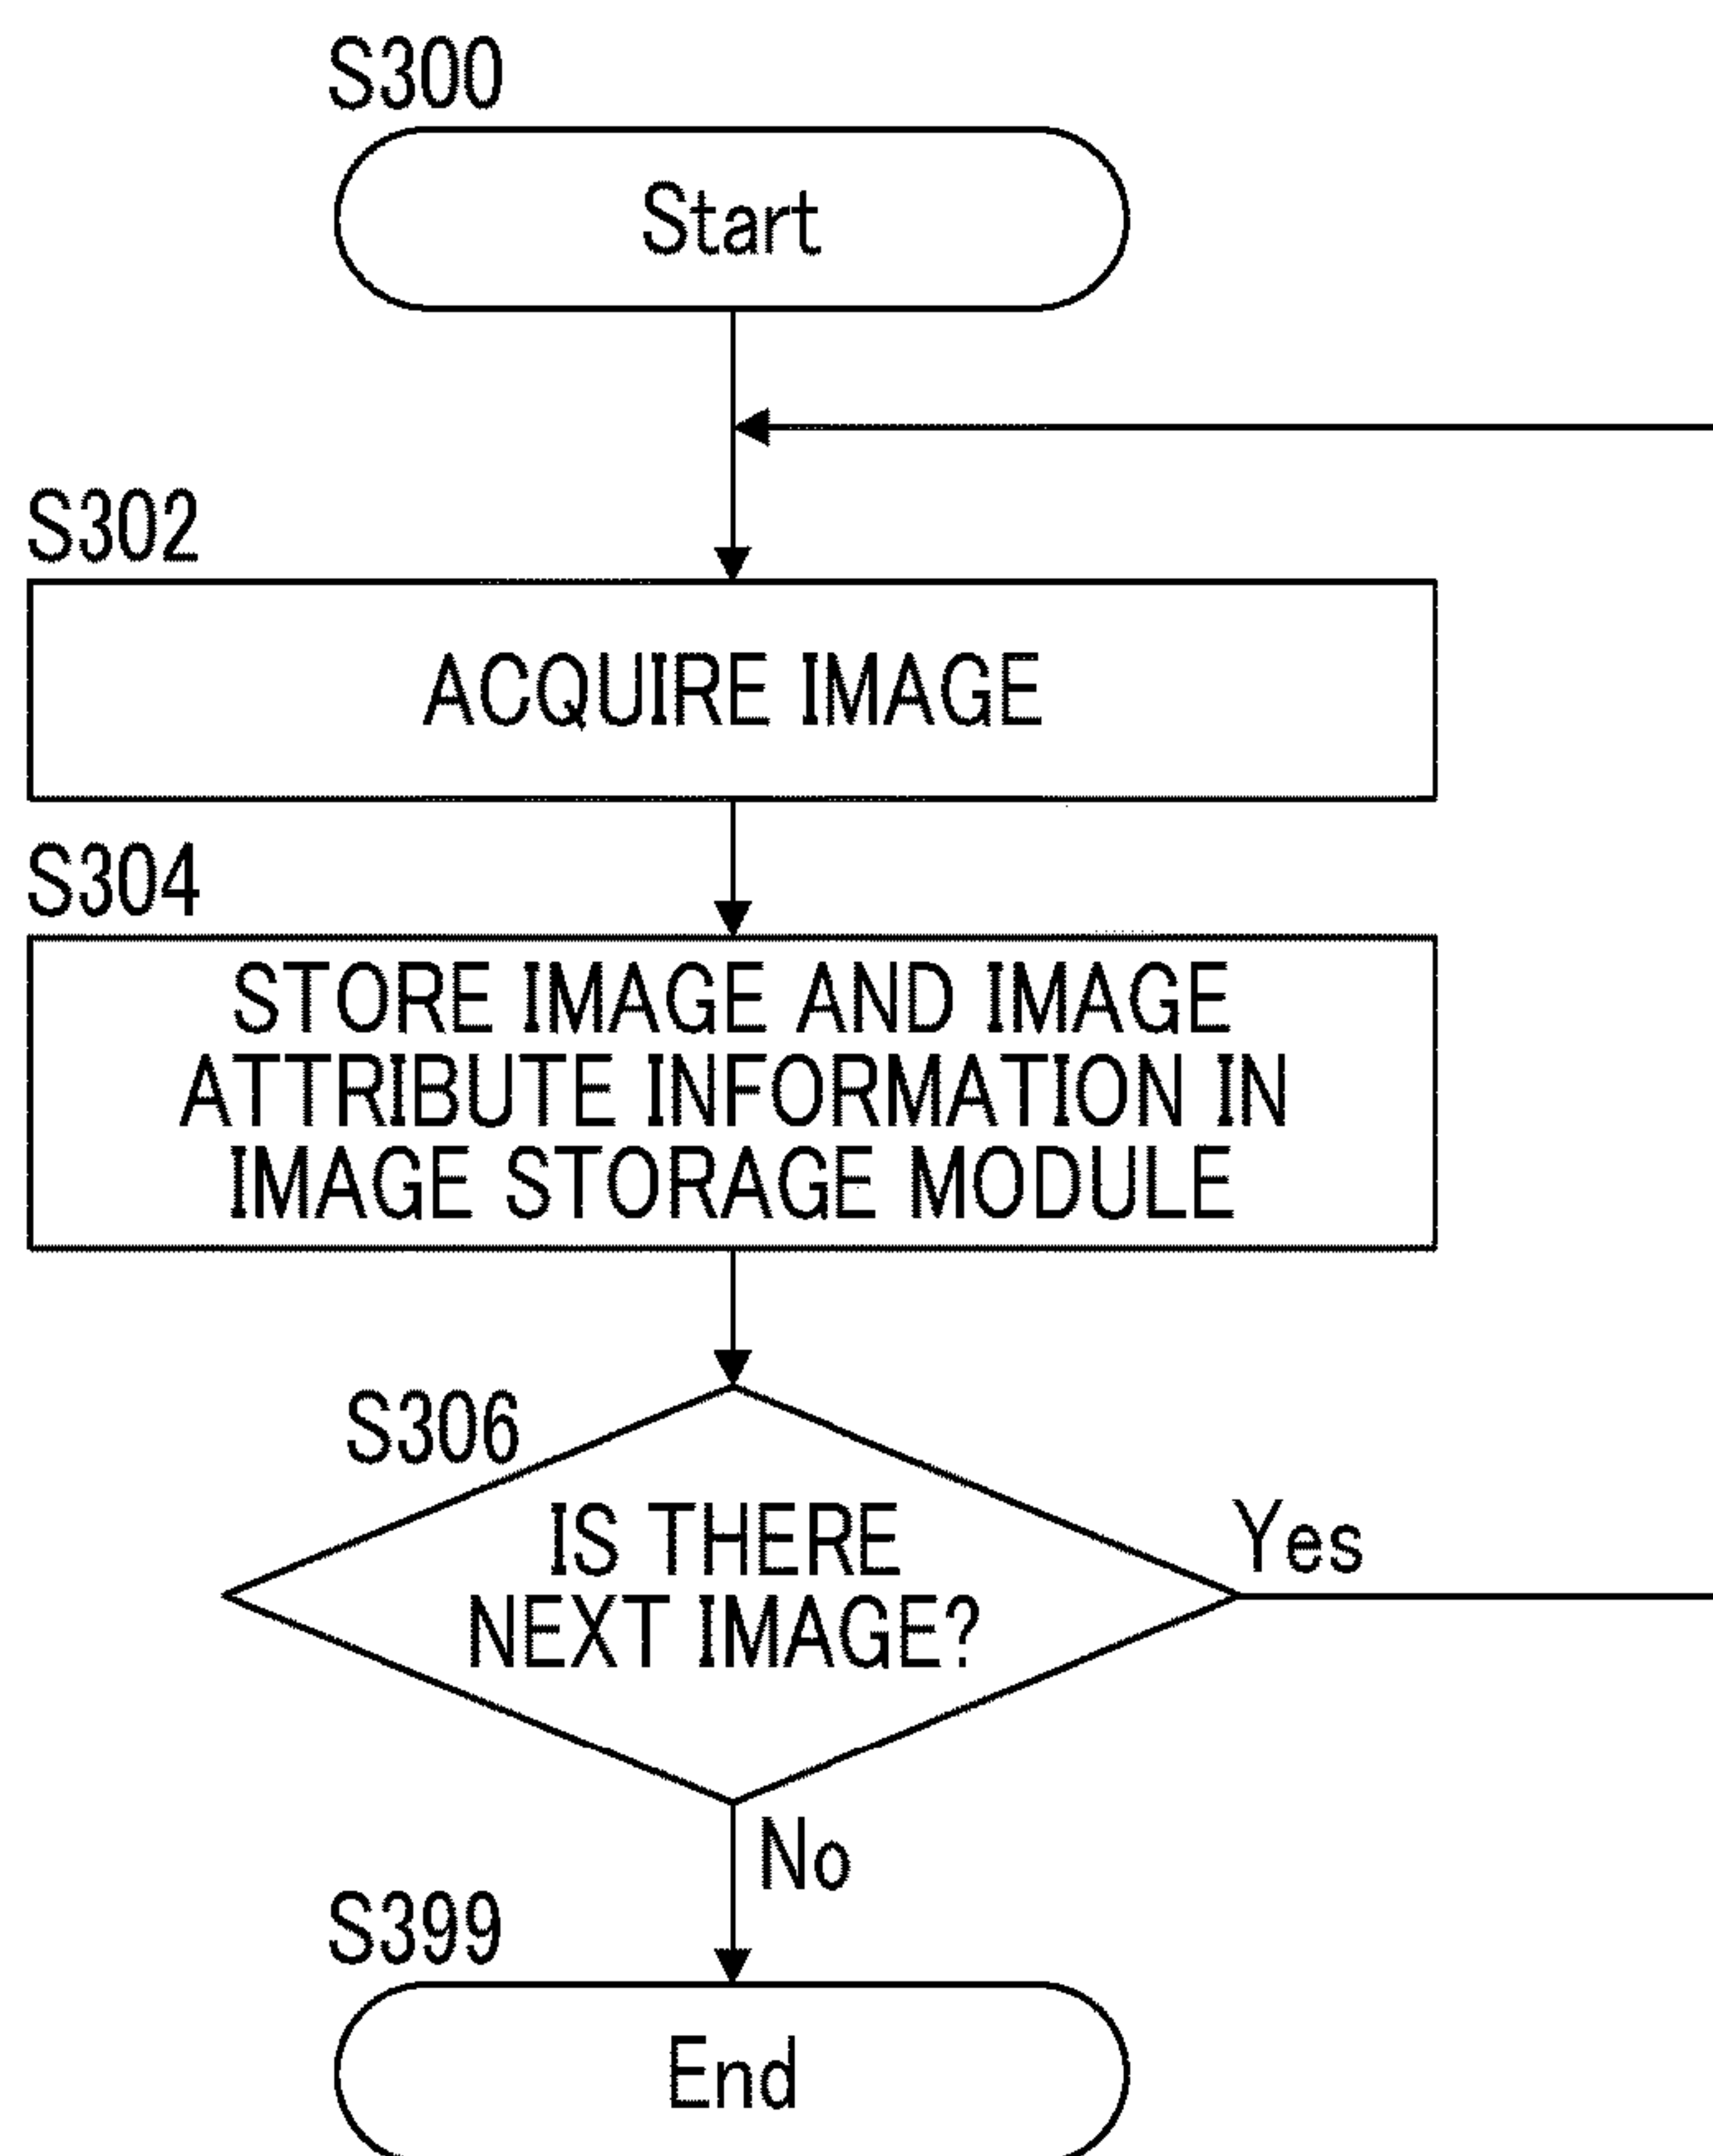 S300
Start
S302
ACQUIRE IMAGE
S304
STORE IMAGE AND IMAGE
ATTRIBUTE INFORMATION IN
IMAGE STORAGE MODULE
S306
IS THERE
NEXT IMAGE?
Yes
No
S399
End